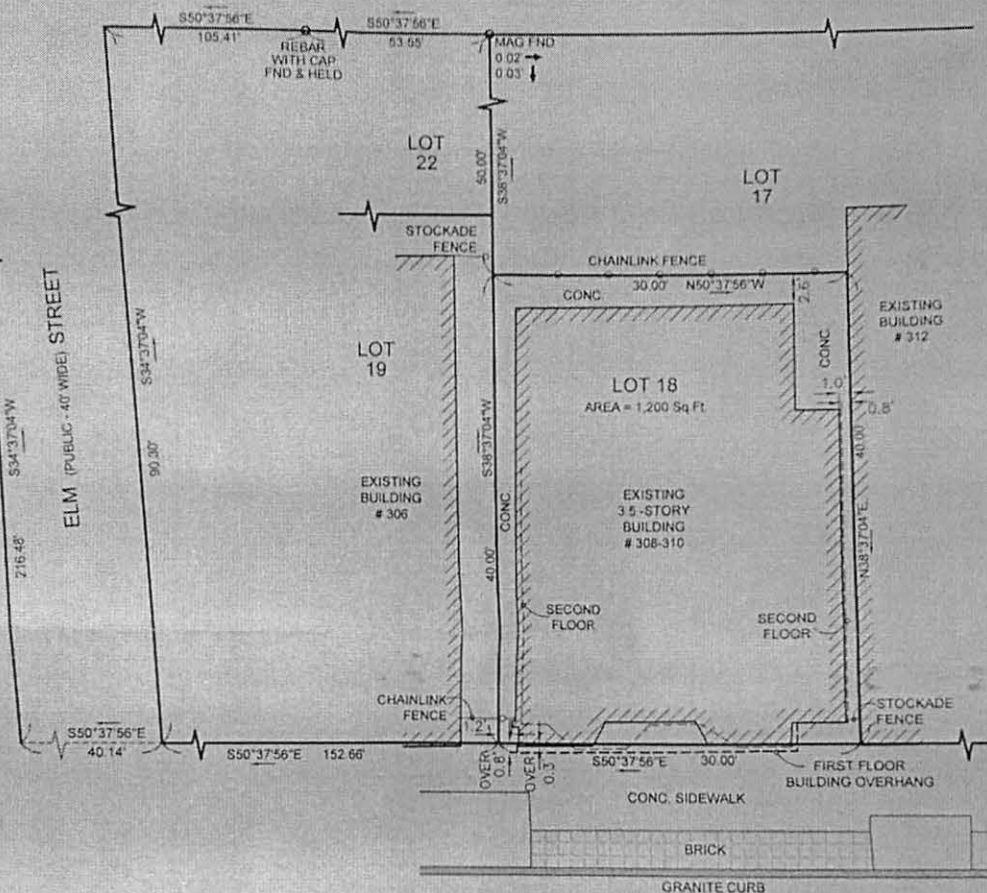 S50°37'56"E
105.41'
S50°37'56"E
53.55'
REBAR
WITH CAP
FND & HELD
MAG FND
0.02'
0.03'
LOT
22
50.00'
S38°37'04"W
LOT
17
STOCKADE
FENCE
CHAINLINK FENCE
30.00' N50°37'56"W
CONC.
2.6'
CONC.
EXISTING
BUILDING
# 312
LOT
19
LOT 18
AREA = 1,200 Sq Ft
1.0'
0.8'
40.00'
N38°37'04"E
ELM (PUBLIC - 40' WIDE) STREET
S34°37'04"W
216.48'
S34°37'04"W
90.30'
S38°37'04"W
40.00'
CONC.
EXISTING
BUILDING
# 306
EXISTING
3.5-STORY
BUILDING
# 308-310
SECOND
FLOOR
SECOND
FLOOR
CHAINLINK
FENCE
1.2'
STOCKADE
FENCE
S50°37'56"E
40.14'
S50°37'56"E 152.66'
OVER
0.8'
OVER
0.3'
S50°37'56"E 30.00'
FIRST FLOOR
BUILDING OVERHANG
CONC. SIDEWALK
BRICK
GRANITE CURB